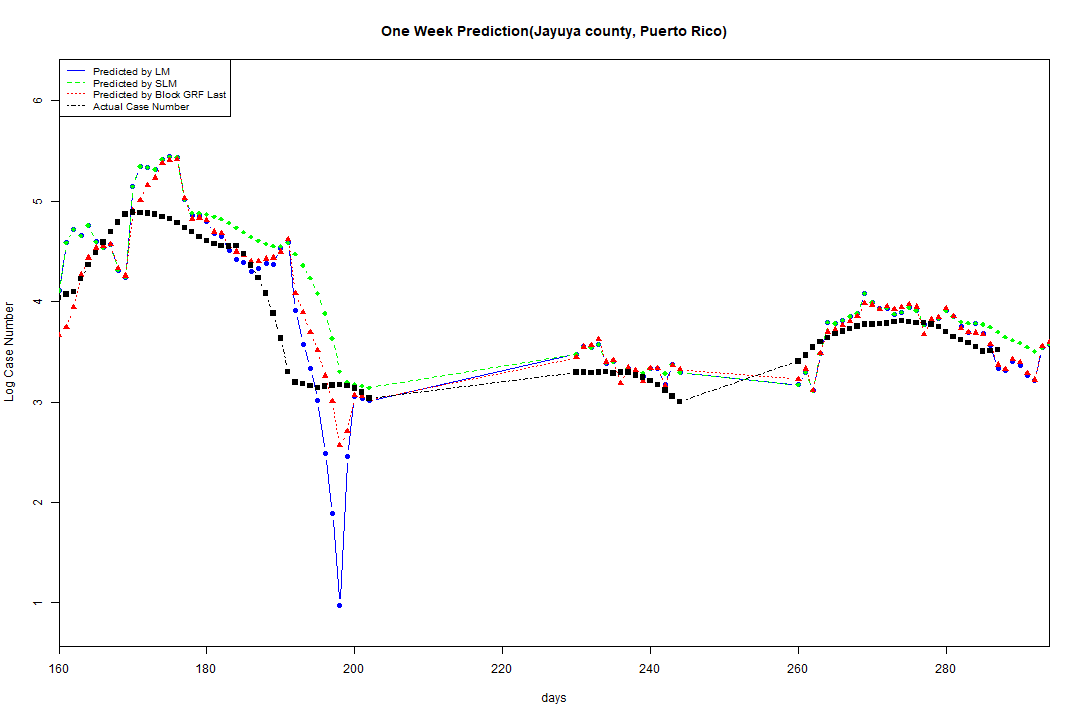 One Week Prediction(Jayuya county, Puerto Rico)
Predicted by LM
Predicted by SLM
Predicted by Block GRF Last
Actual Case Number
6
5
4
3
2
1
Log Case Number
160 180 200 220 240 260 280
days